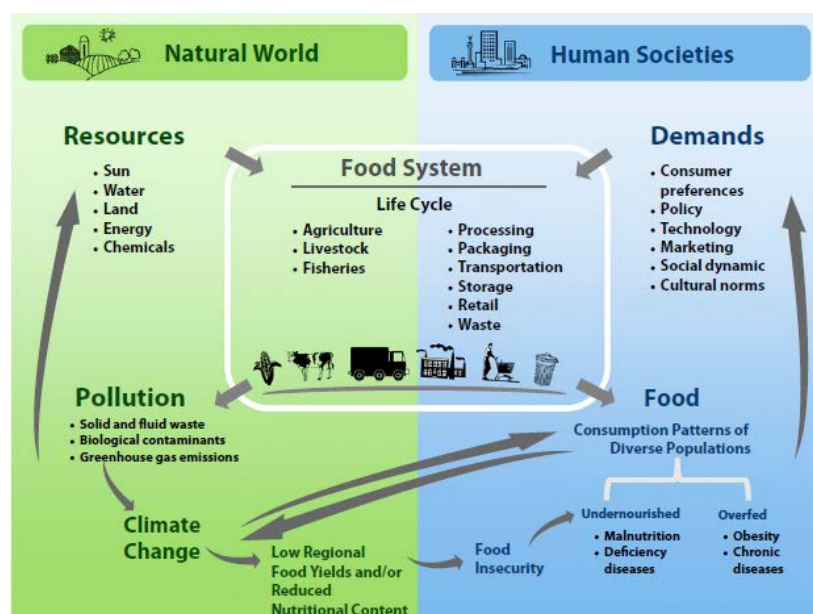 Natural World
Human Societies
Resources
• Sun
• Water
• Land
• Energy
• Chemicals
Food System
Life Cycle
• Agriculture
• Livestock
• Fisheries
• Processing
• Packaging
• Transportation
• Storage
• Retail
• Waste
Demands
• Consumer
preferences
• Policy
• Technology
• Marketing
• Social dynamic
• Cultural norms
Pollution
• Solid and fluid waste
• Biological contaminants
• Greenhouse gas emissions
Food
Consumption Patterns of
Diverse Populations
Climate
Change
Low Regional
Food Yields and/or
Reduced
Nutritional Content
Food
Insecurity
Undernourished
• Malnutrition
• Deficiency
diseases
Overfed
• Obesity
• Chronic
diseases